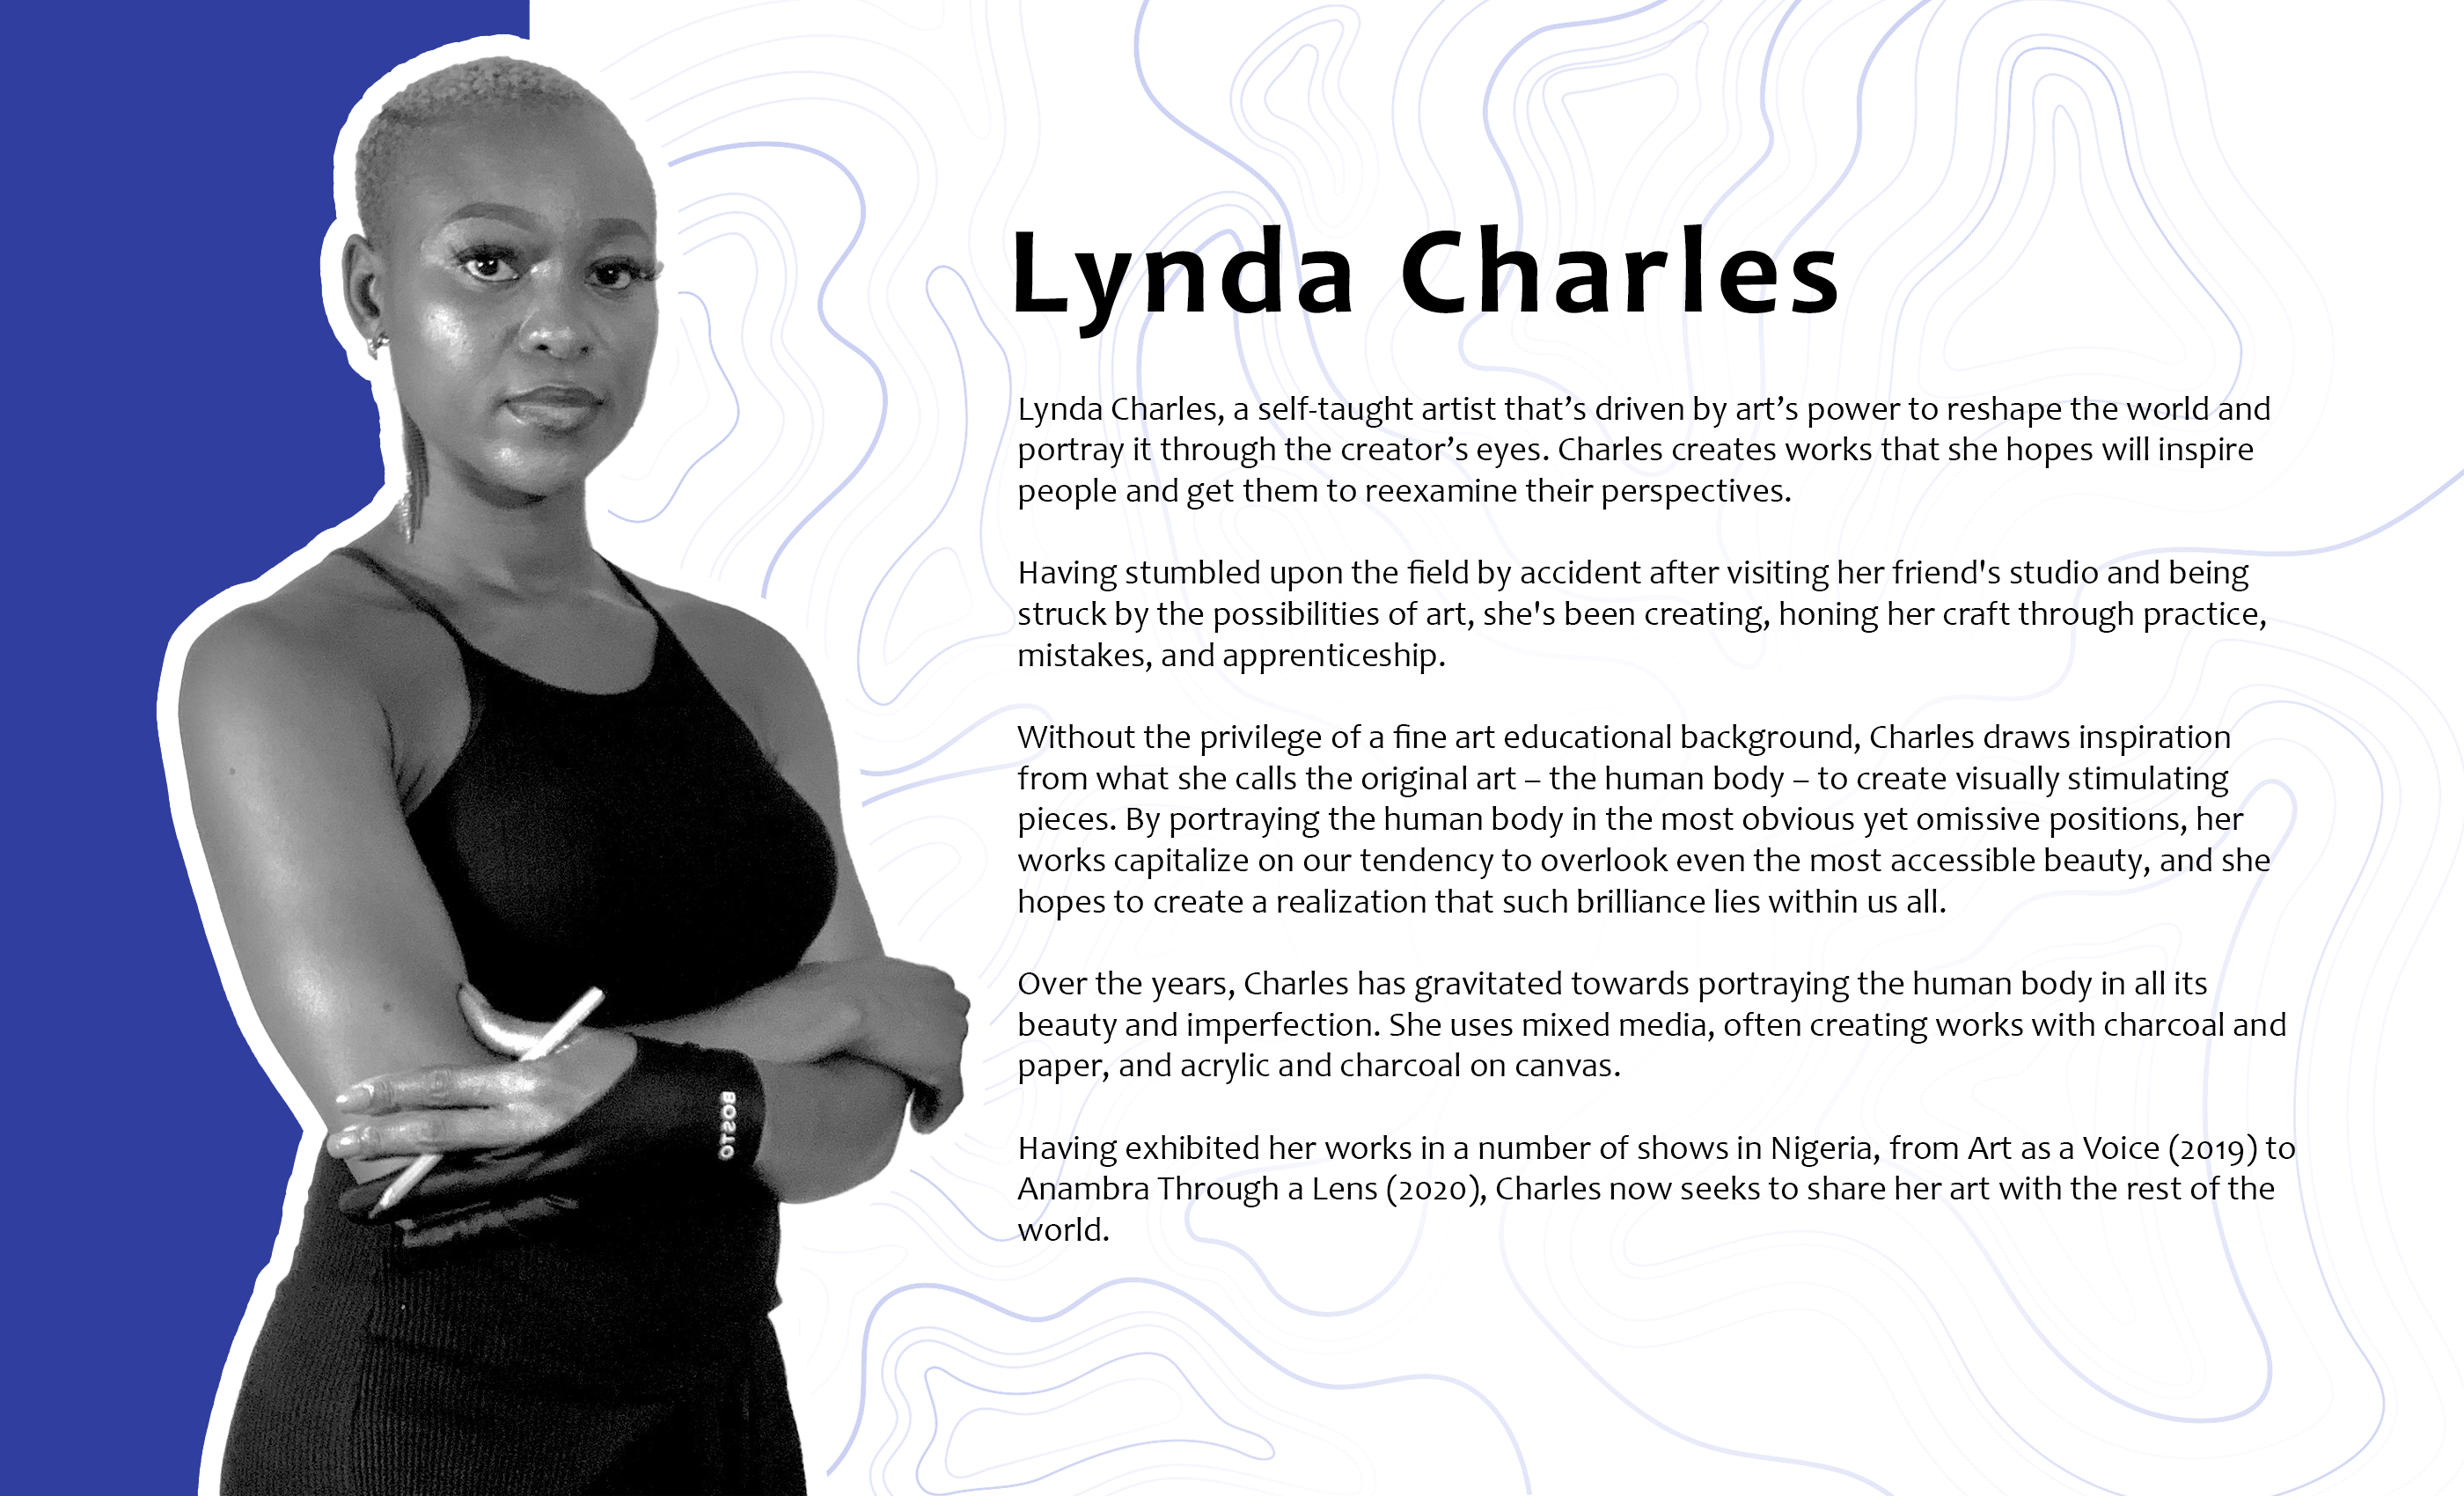 Lynda Charles
Lynda Charles, a self-taught artist that’s driven by art’s power to reshape the world and
portray it through the creator’s eyes. Charles creates works that she hopes will inspire
people and get them to reexamine their perspectives.
Having stumbled upon the field by accident after visiting her friend's studio and being
struck by the possibilities of art, she's been creating, honing her craft through practice,
mistakes, and apprenticeship.
Without the privilege of a fine art educational background, Charles draws inspiration
from what she calls the original art – the human body – to create visually stimulating
pieces. By portraying the human body in the most obvious yet omissive positions, her
works capitalize on our tendency to overlook even the most accessible beauty, and she
hopes to create a realization that such brilliance lies within us all.
Over the years, Charles has gravitated towards portraying the human body in all its
beauty and imperfection. She uses mixed media, often creating works with charcoal and
paper, and acrylic and charcoal on canvas.
Having exhibited her works in a number of shows in Nigeria, from Art as a Voice (2019) to
Anambra Through a Lens (2020), Charles now seeks to share her art with the rest of the
world.
BOSTO